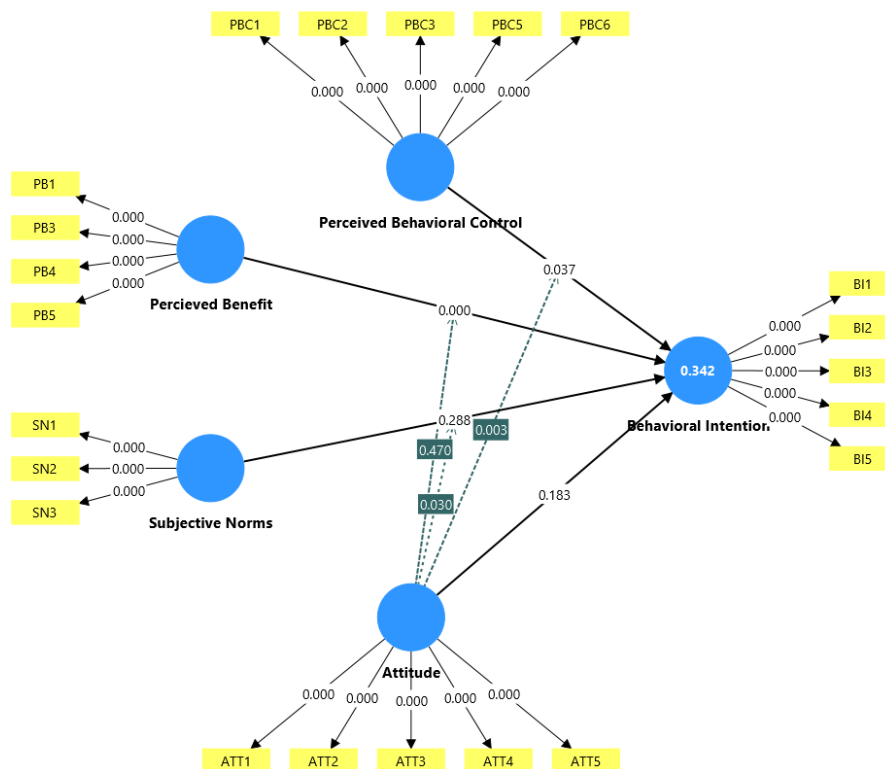 PBC1 PBC2 PBC3 PBC5 PBC6
0.000 0.000 0.000 0.000 0.000
Perceived Behavioral Control
PB1
PB3
PB4
PB5
0.000
0.000
0.000
0.000
Percieved Benefit
0.037
0.000
BI1
BI2
BI3
BI4
BI5
0.000
0.000
0.000
0.000
0.000
0.342
Behavioral Intention
SN1
SN2
SN3
0.000
0.000
0.000
Subjective Norms
0.288
0.003
0.470
0.030
0.183
Attitude
0.000 0.000 0.000 0.000 0.000
ATT1 ATT2 ATT3 ATT4 ATT5